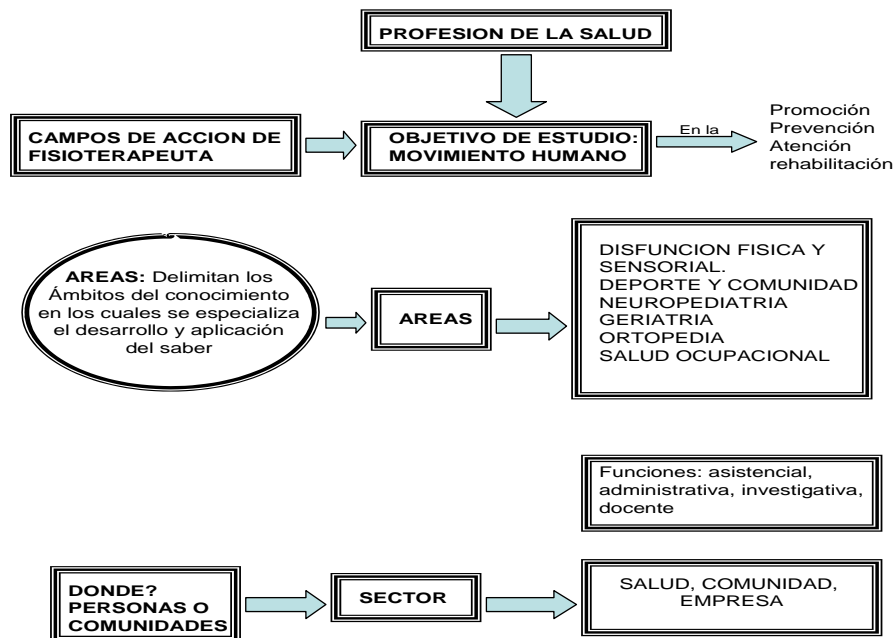 PROFESION DE LA SALUD
CAMPOS DE ACCION DE
FISIOTERAPEUTA
OBJETIVO DE ESTUDIO:
MOVIMIENTO HUMANO
En la
Promoción
Prevención
Atención
rehabilitación
AREAS: Delimitan los
Ámbitos del conocimiento
en los cuales se especializa
el desarrollo y aplicación
del saber
AREAS
DISFUNCION FISICA Y
SENSORIAL.
DEPORTE Y COMUNIDAD
NEUROPEDIATRIA
GERIATRIA
ORTOPEDIA
SALUD OCUPACIONAL
Funciones: asistencial,
administrativa, investigativa,
docente
DONDE?
PERSONAS O
COMUNIDADES
SECTOR
SALUD, COMUNIDAD,
EMPRESA